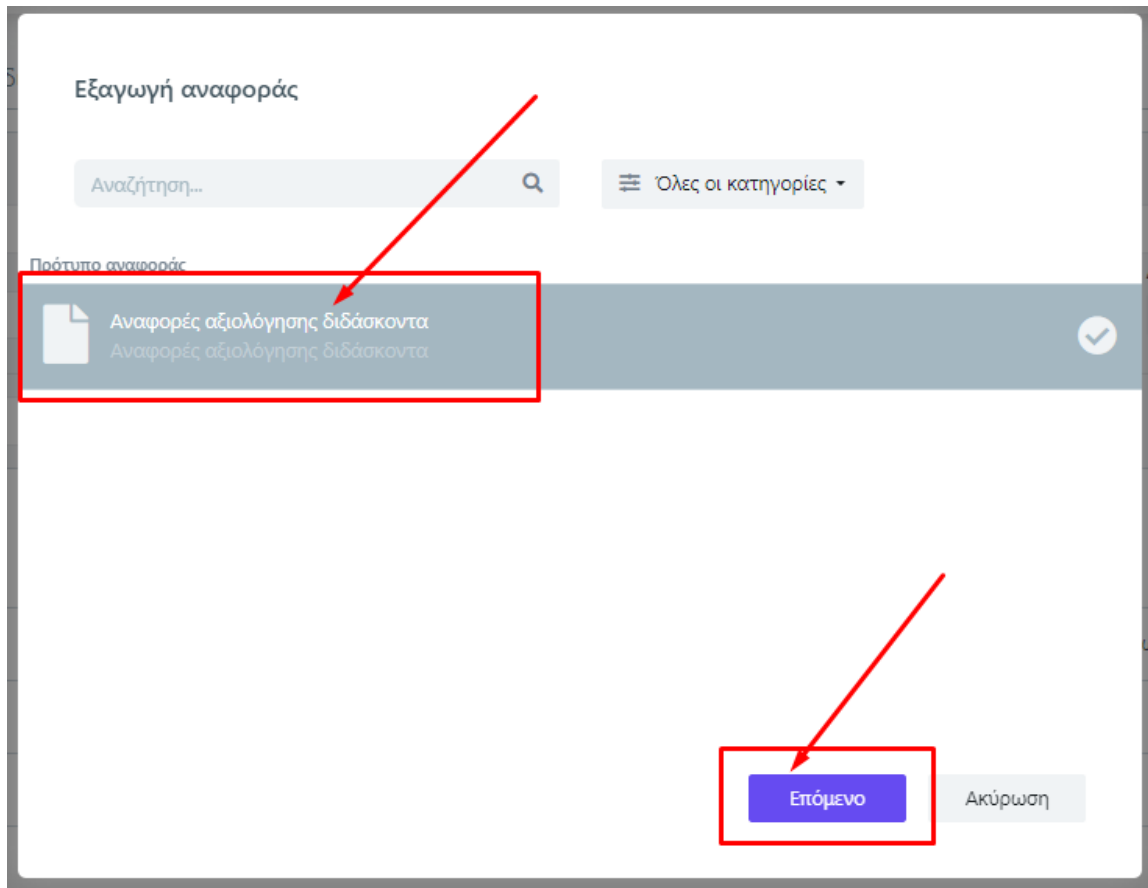 Εξαγωγή αναφοράς
Αναζήτηση...
Όλες οι κατηγορίες
Πρότυπο αναφοράς
Αναφορές αξιολόγησης διδάσκοντα
Αναφορές αξιολόγησης διδάσκοντα
Επόμενο
Ακύρωση